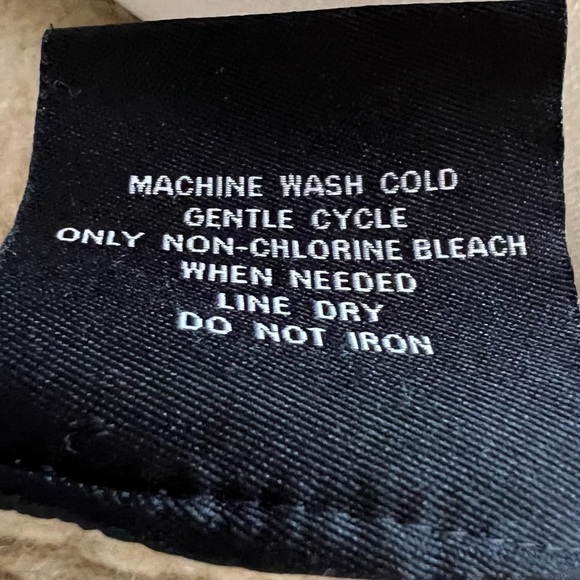 MACHINE WASH COLD
GENTLE CYCLE
ONLY NON-CHLORINE BLEACH
WHEN NEEDED
LINE DRY
DO NOT IRON